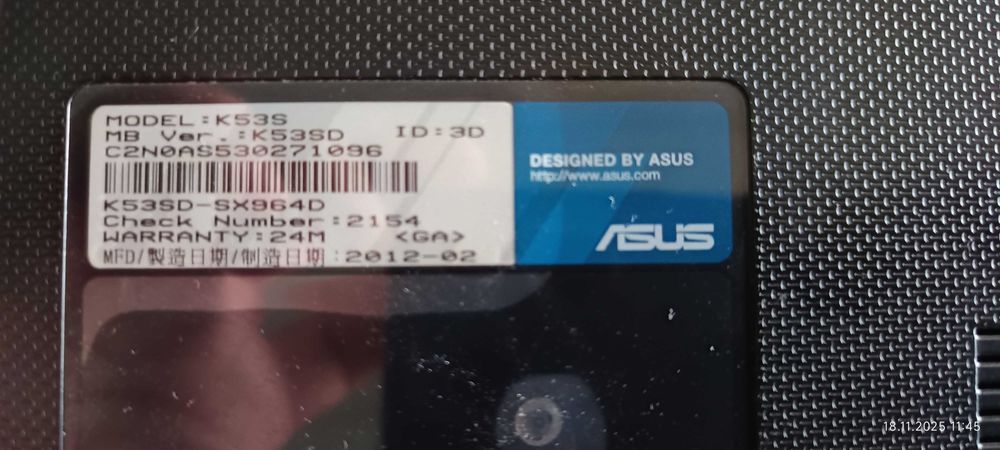 MODEL:K53S
MB Ver.:K53SD ID:3D
C2N0AS530271096
K53SD-SX964D
Check Number:2154
WARRANTY:24M <GA>
MFD/製造日期/制造日期:2012-02
DESIGNED BY ASUS
http://www.asus.com
ASUS
18.11.2025 11:45